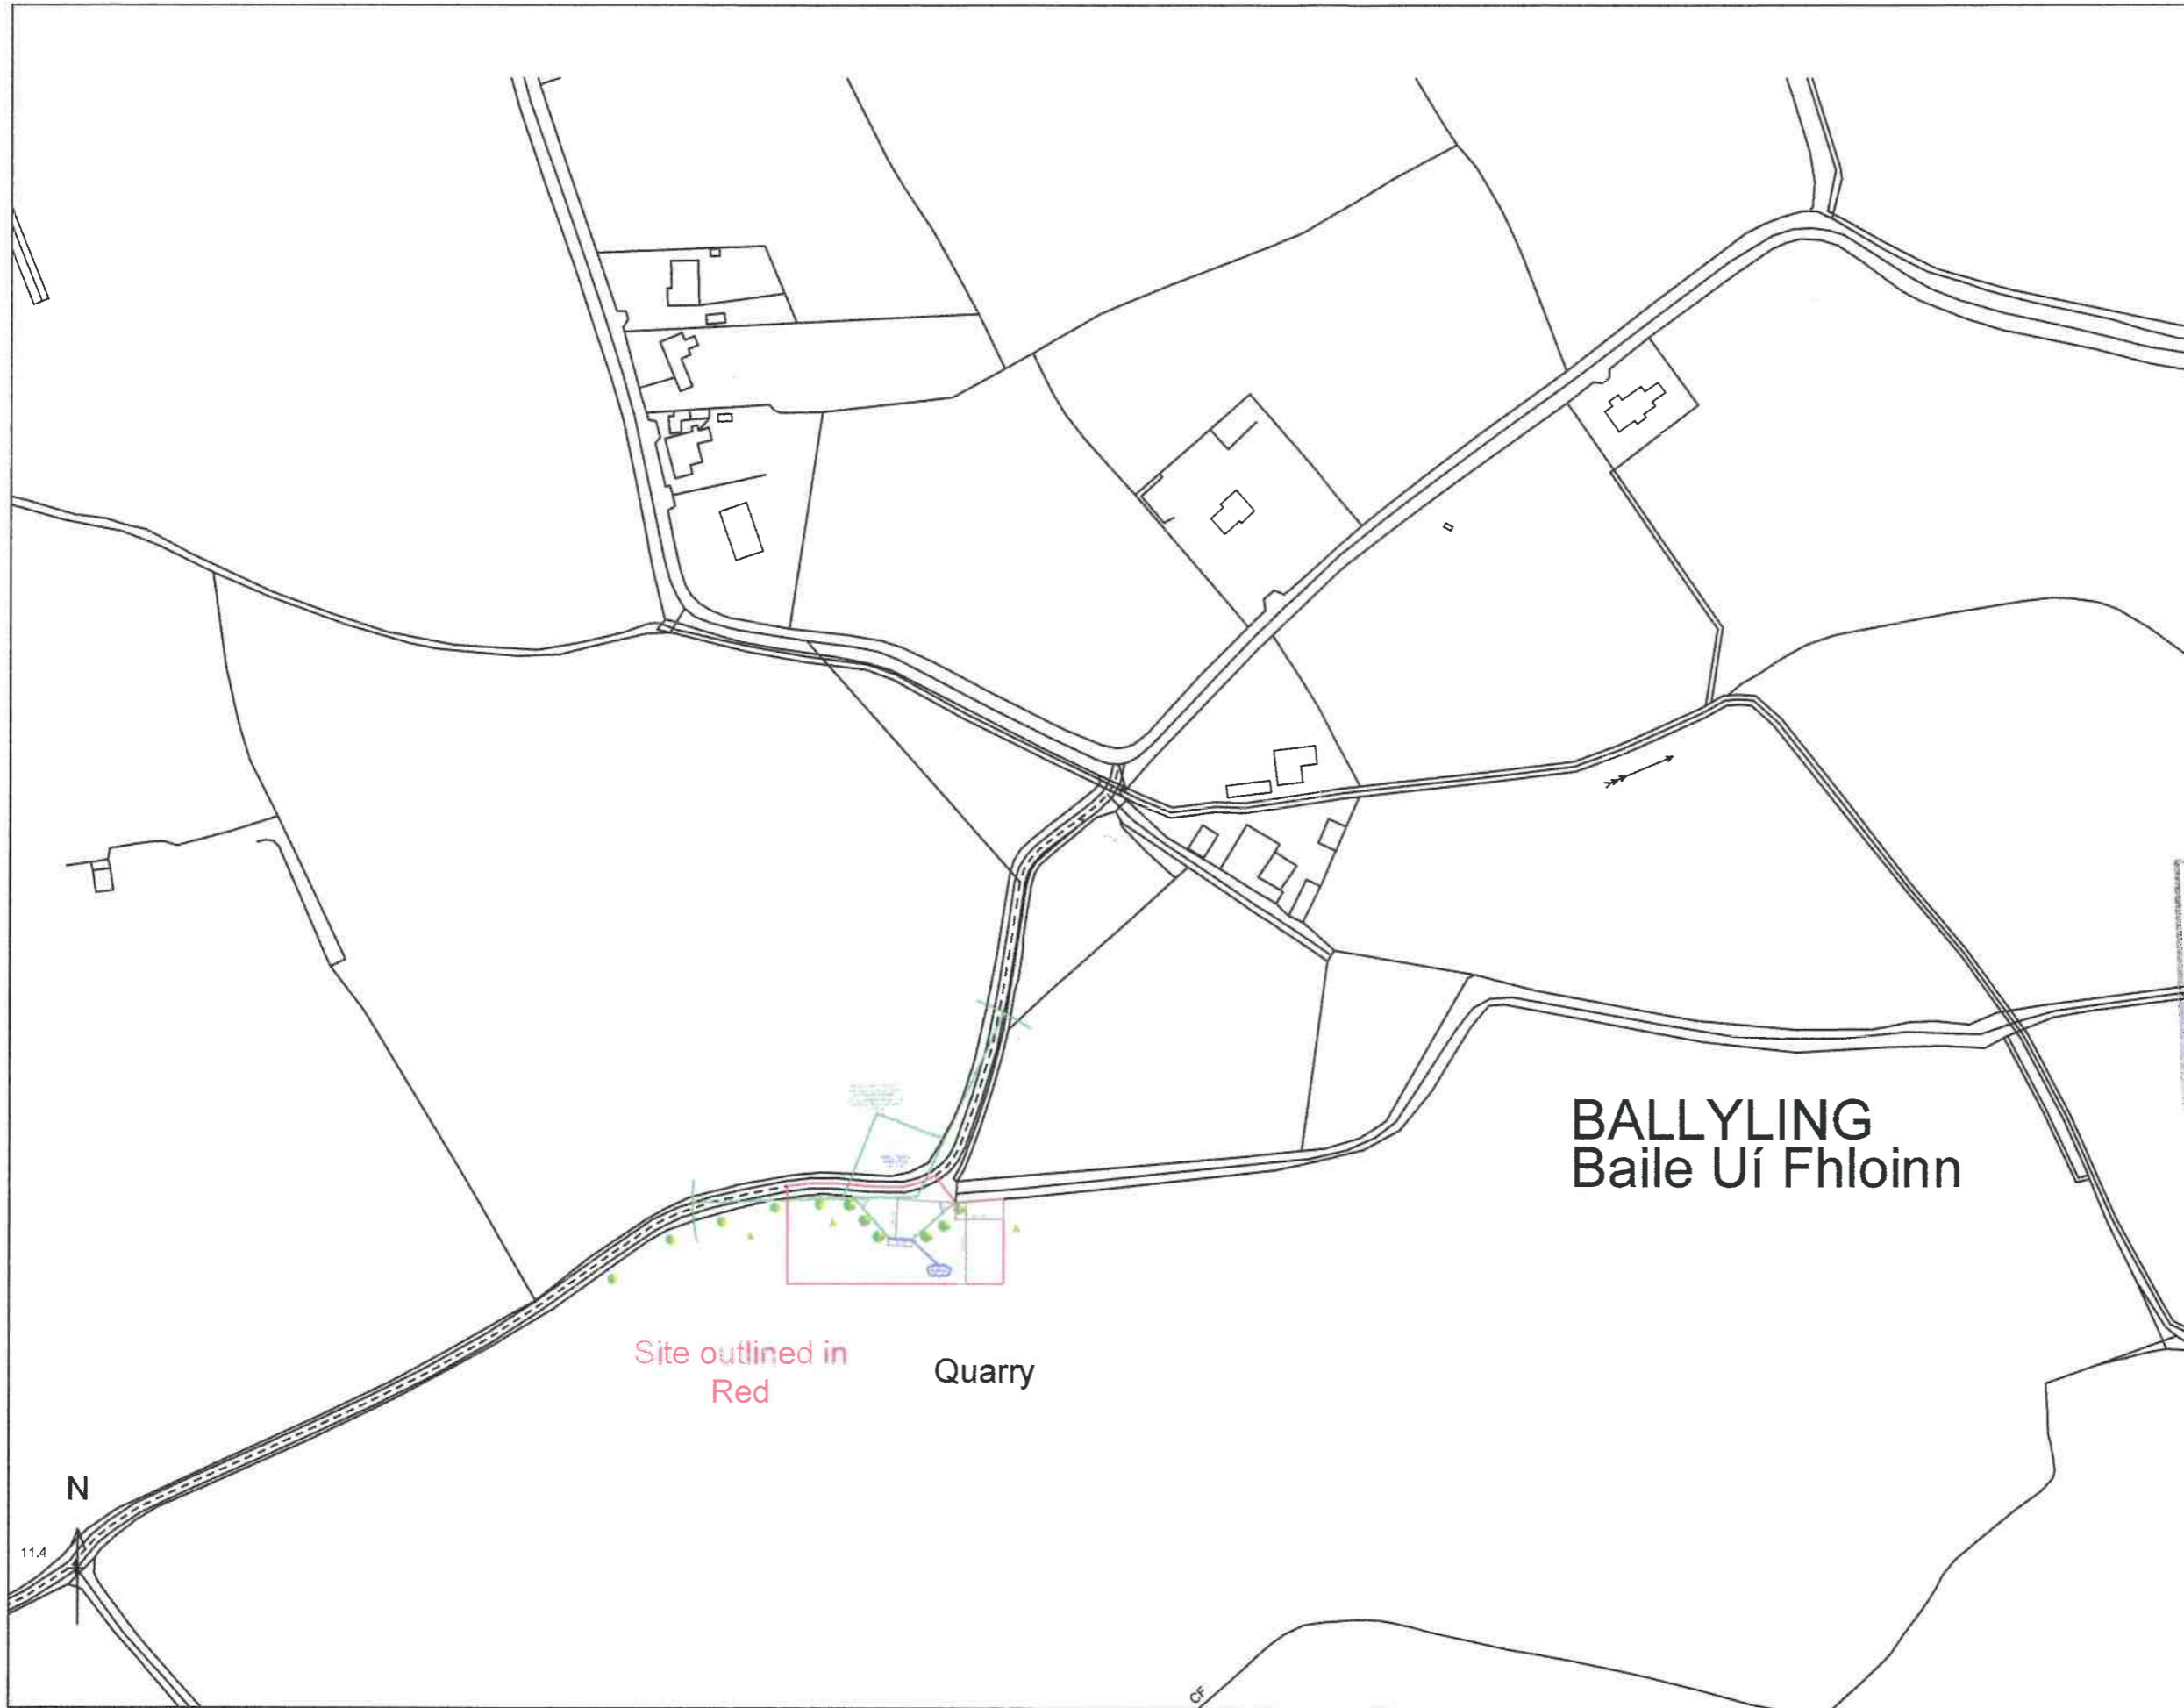 BALLYLING
Baile Uí Fhloinn
Site outlined in
Red
Quarry
N
11.4
CF